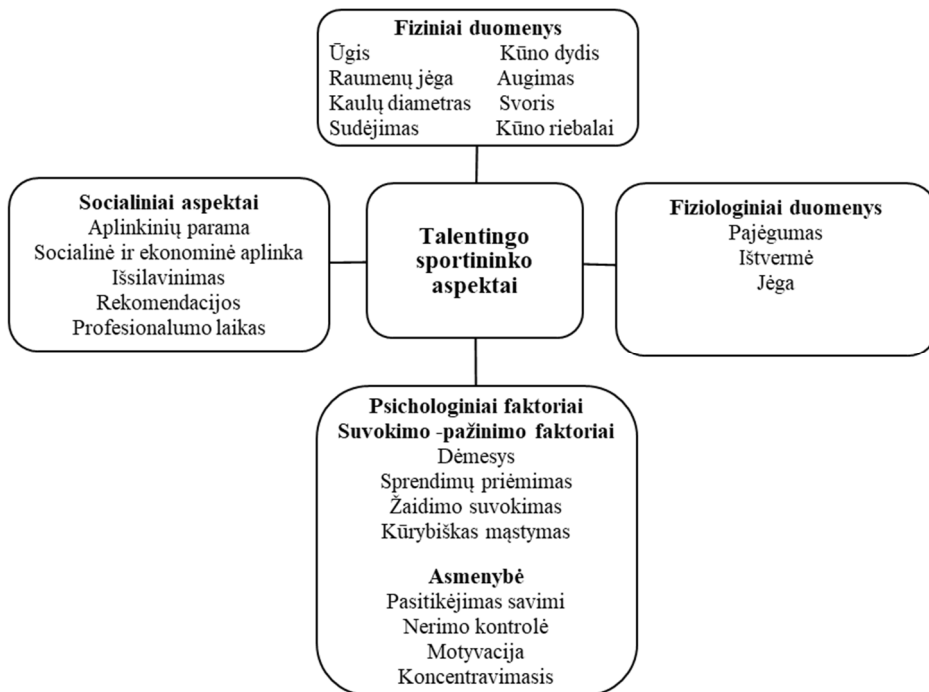 Fiziniai duomenys
Ūgis Kūno dydis
Raumenų jėga Augimas
Kaulų diametras Svoris
Sudėjimas Kūno riebalai
Socialiniai aspektai
Aplinkinių parama
Socialinė ir ekonominė aplinka
Išsilavinimas
Rekomendacijos
Profesionalumo laikas
Talentingo
sportininko
aspektai
Fiziologiniai duomenys
Pajėgumas
Ištvermė
Jėga
Psichologiniai faktoriai
Suvokimo -pažinimo faktoriai
Dėmesys
Sprendimų priėmimas
Žaidimo suvokimas
Kūrybiškas mąstymas
Asmenybė
Pasitikėjimas savimi
Nerimo kontrolė
Motyvacija
Koncentravimasis